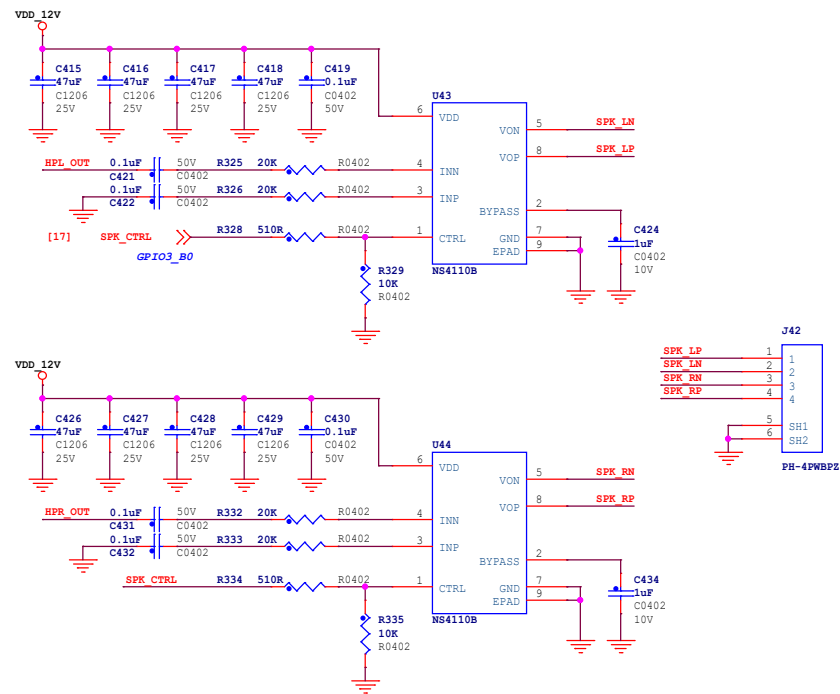 VDD_12V
C415 C416 C417 C418 C419
47uF 47uF 47uF 47uF 0.1uF
C1206 C1206 C1206 C1206 C0402
25V 25V 25V 25V 50V
U43
6 VDD
VON 5 SPK_LN
VOP 8 SPK_LP
HPL_OUT 0.1uF 50V R325 20K R0402 4 INN
C421 C0402
0.1uF 50V R326 20K R0402 3 INP
C422 C0402
BYPASS 2
[17] SPK_CTRL R328 510R R0402 1 CTRL
GPIO3_B0
GND 7
EPAD 9
NS4110B
C424
1uF
C0402
10V
R329
10K
R0402
J42
SPK_LP 1 1
SPK_LN 2 2
SPK_RN 3 3
SPK_RP 4 4
5 SH1
6 SH2
PH-4PWBPZ
VDD_12V
C426 C427 C428 C429 C430
47uF 47uF 47uF 47uF 0.1uF
C1206 C1206 C1206 C1206 C0402
25V 25V 25V 25V 50V
U44
6 VDD
VON 5 SPK_RN
VOP 8 SPK_RP
HPR_OUT 0.1uF 50V R332 20K R0402 4 INN
C431 C0402
0.1uF 50V R333 20K R0402 3 INP
C432 C0402
BYPASS 2
SPK_CTRL R334 510R R0402 1 CTRL
GND 7
EPAD 9
NS4110B
C434
1uF
C0402
10V
R335
10K
R0402